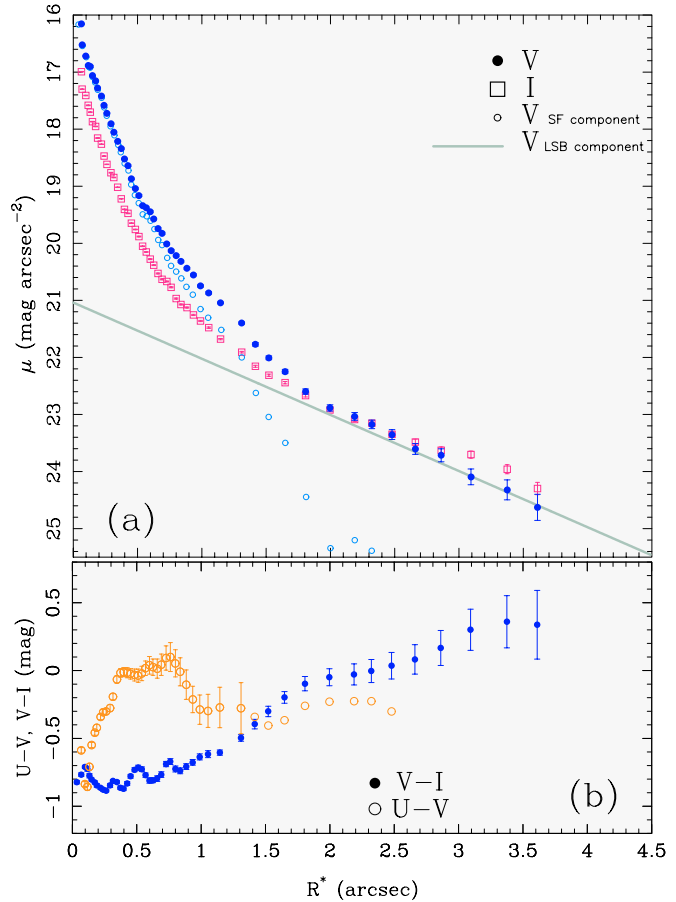 16
17
18
19
20
21
22
23
24
25
μ (mag arcsec−2)
V
I
V SF component
V LSB component
(a)
0.5
0
−0.5
−1
U−V, V−I (mag)
V−I
U−V
(b)
0 0.5 1 1.5 2 2.5 3 3.5 4 4.5
R* (arcsec)